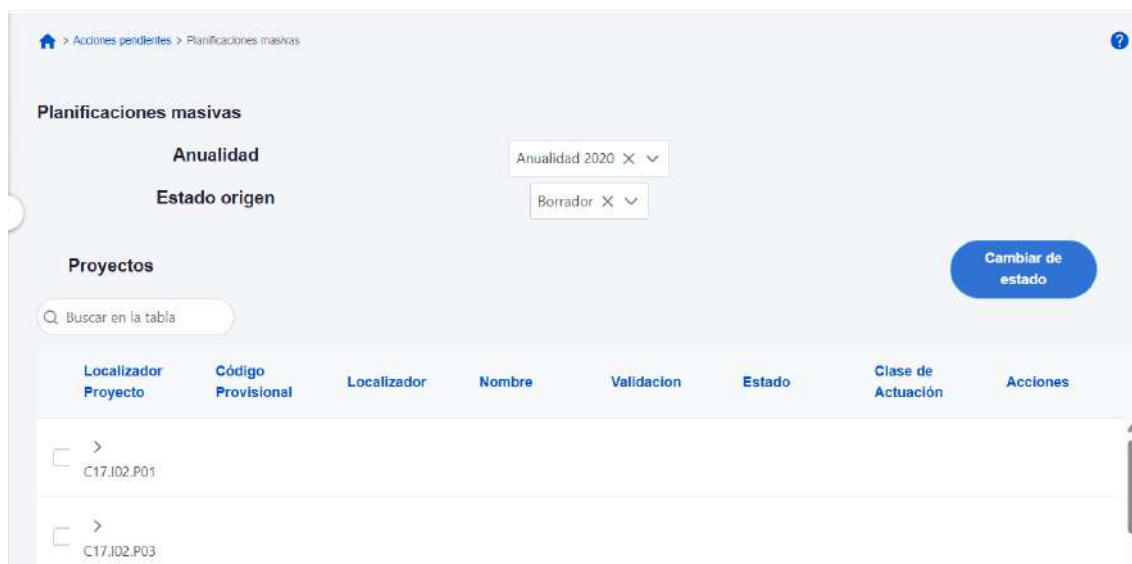 > Acciones pendientes > Planificaciones masivas
?
Planificaciones masivas
Anualidad
Anualidad 2020
Estado origen
Borrador
Proyectos
Cambiar de
estado
Buscar en la tabla
Localizador
Proyecto
Código
Provisional
Localizador
Nombre
Validacion
Estado
Clase de
Actuación
Acciones
C17.I02.P01
C17.I02.P03